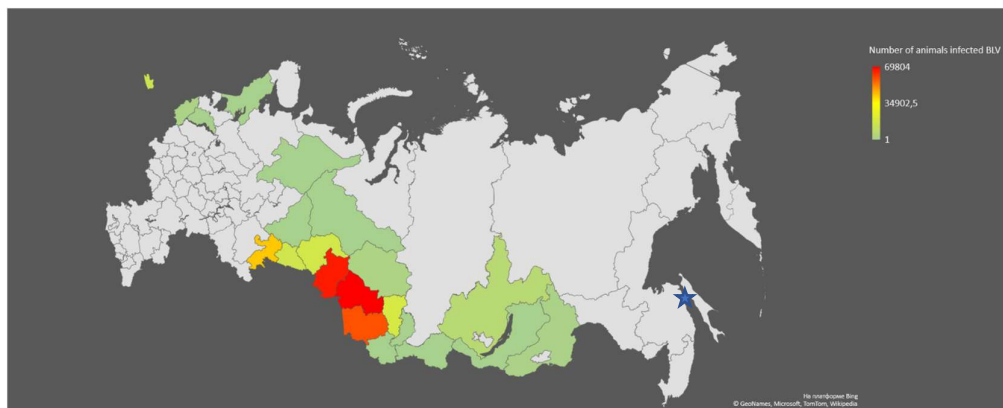 Number of animals infected BLV
69804
34902,5
1
На платформе Bing
© GeoNames, Microsoft, TomTom, Wikipedia